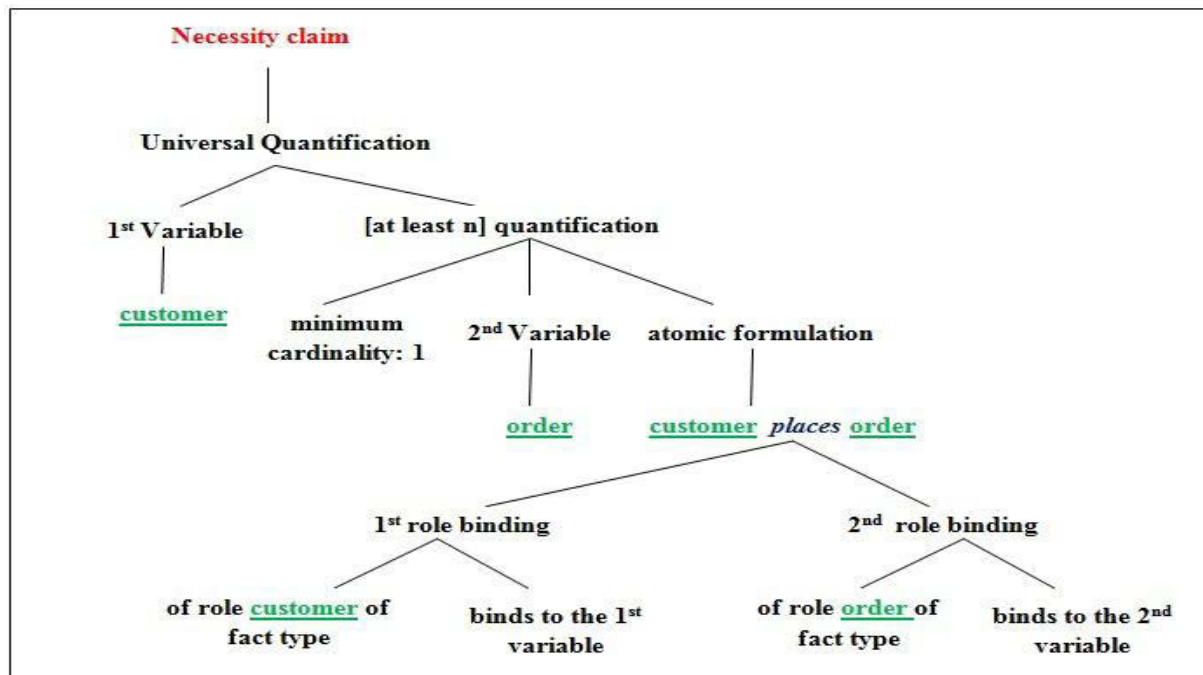 Necessity claim
Universal Quantification
1st Variable
[at least n] quantification
customer
minimum
cardinality: 1
2nd Variable
atomic formulation
order
customer places order
1st role binding
2nd role binding
of role customer of
fact type
binds to the 1st
variable
of role order of
fact type
binds to the 2nd
variable